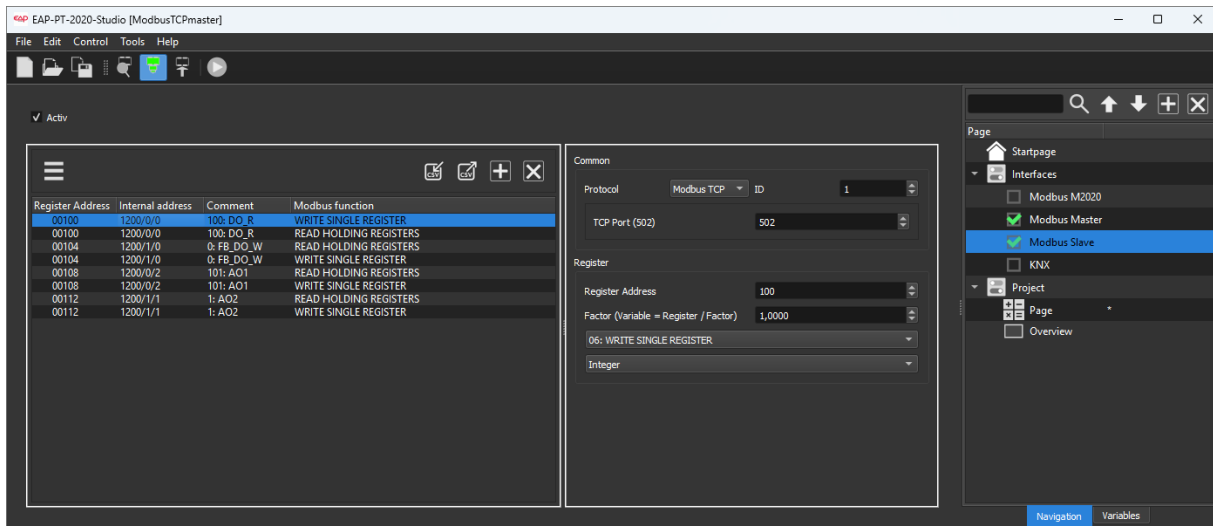 EAP EAP-PT-2020-Studio [ModbusTCPmaster]
File Edit Control Tools Help
Activ
CSV CSV
Register Address Internal address Comment Modbus function
00100 1200/0/0 100: DO_R WRITE SINGLE REGISTER
00100 1200/0/0 100: DO_R READ HOLDING REGISTERS
00104 1200/1/0 0: FB_DO_W READ HOLDING REGISTERS
00104 1200/1/0 0: FB_DO_W WRITE SINGLE REGISTER
00108 1200/0/2 101: AO1 READ HOLDING REGISTERS
00108 1200/0/2 101: AO1 WRITE SINGLE REGISTER
00112 1200/1/1 1: AO2 READ HOLDING REGISTERS
00112 1200/1/1 1: AO2 WRITE SINGLE REGISTER
Common
Protocol Modbus TCP ID 1
TCP Port (502) 502
Register
Register Address 100
Factor (Variable = Register / Factor) 1,0000
06: WRITE SINGLE REGISTER
Integer
Page
Startpage
Interfaces
Modbus M2020
Modbus Master
Modbus Slave
KNX
Project
Page *
Overview
Navigation Variables